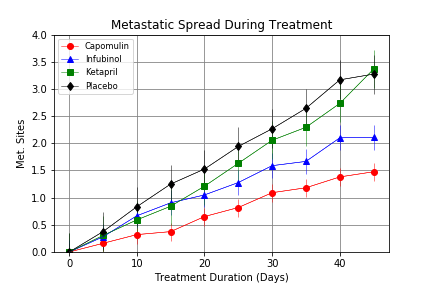 Metastatic Spread During Treatment
Capomulin
Infubinol
Ketapril
Placebo
4.0
3.5
3.0
2.5
2.0
1.5
1.0
0.5
0.0
Met. Sites
0
10
20
30
40
Treatment Duration (Days)